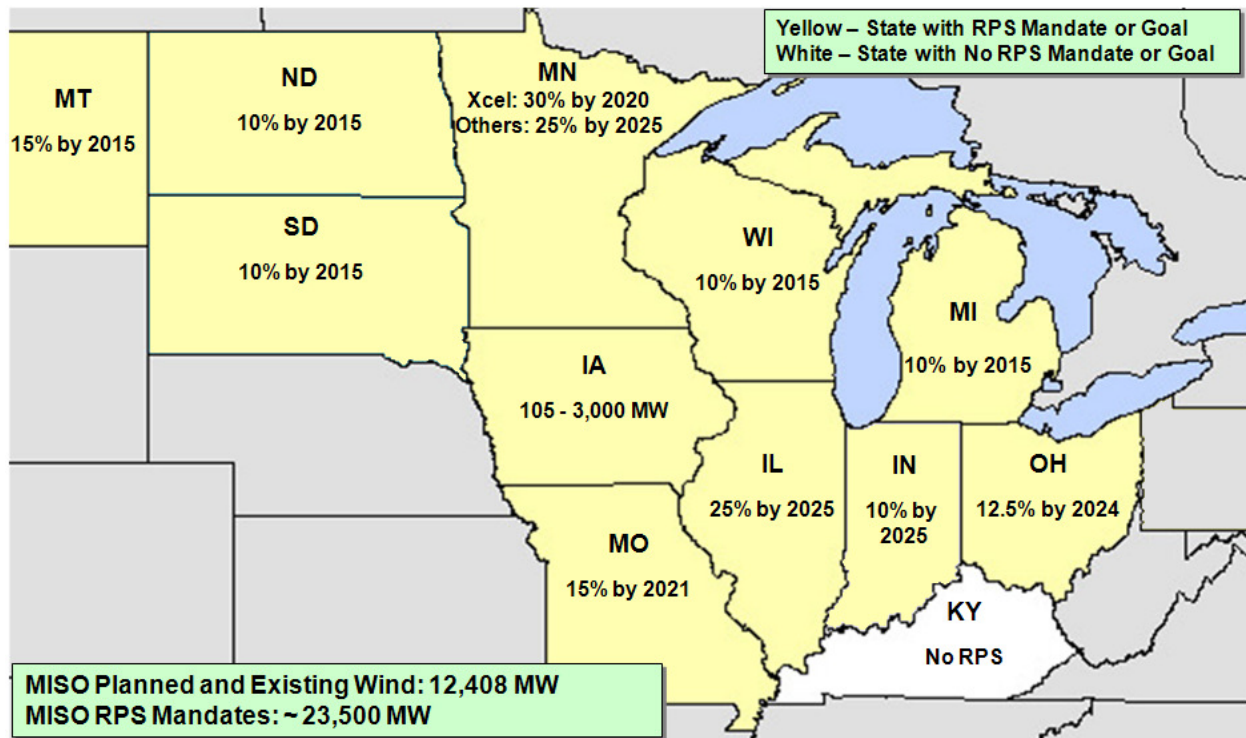 Yellow – State with RPS Mandate or Goal
White – State with No RPS Mandate or Goal
MT
15% by 2015
ND
10% by 2015
MN
Xcel: 30% by 2020
Others: 25% by 2025
SD
10% by 2015
WI
10% by 2015
MI
10% by 2015
IA
105 - 3,000 MW
IL
25% by 2025
IN
10% by
2025
OH
12.5% by 2024
MO
15% by 2021
KY
No RPS
MISO Planned and Existing Wind: 12,408 MW
MISO RPS Mandates: ~ 23,500 MW